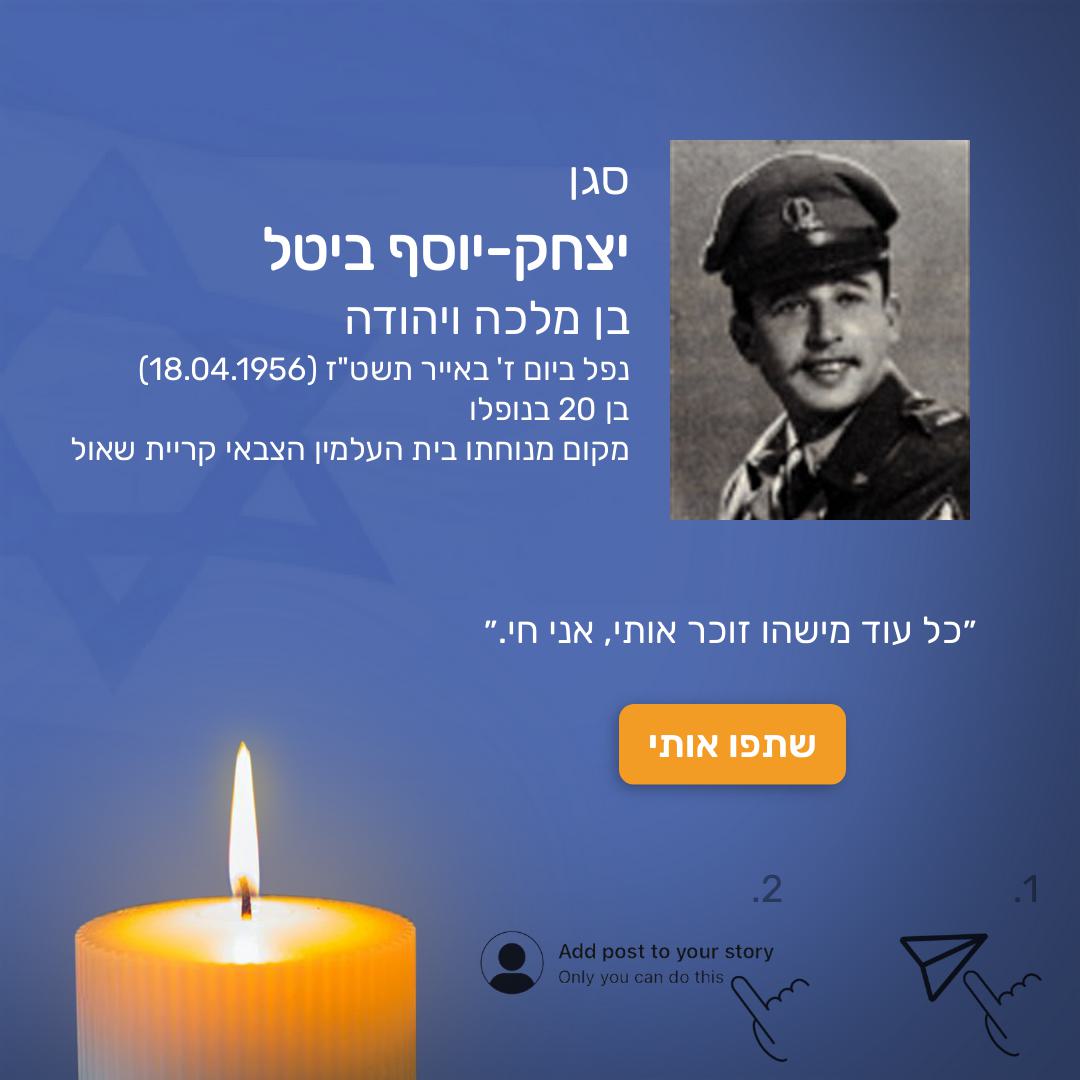 סגן
יצחק-יוסף ביטל
בן מלכה ויהודה
נפל ביום ז' באייר תשט"ז (18.04.1956)
בן 20 בנופלו
מקום מנוחתו בית העלמין הצבאי קריית שאול
״כל עוד מישהו זוכר אותי, אני חי.״
שתפו אותי
1.
2.
Add post to your story
Only you can do this